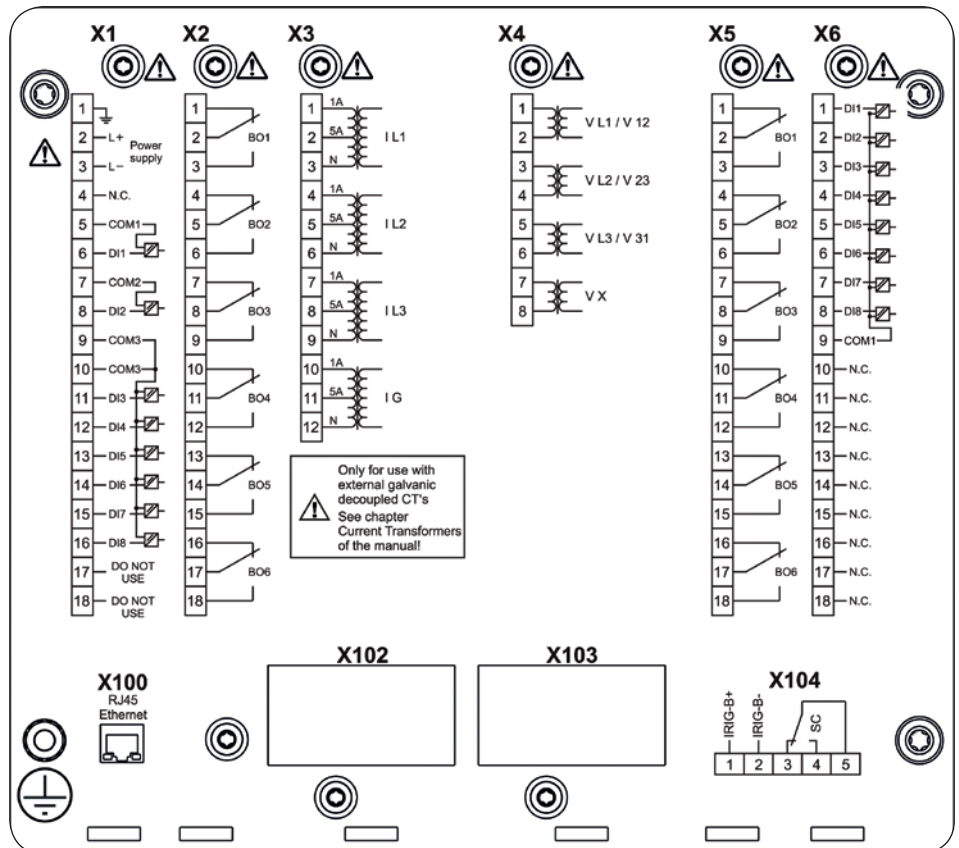 X1
X2
X3
X4
X5
X6
1
2 L+
Power
supply
3 L-
4 N.C.
5 COM1
6 DI1
7 COM2
8 DI2
9 COM3
10 COM3
11 DI3
12 DI4
13 DI5
14 DI6
15 DI7
16 DI8
17 DO NOT
USE
18 DO NOT
USE
1
2 BO1
3
4
5 BO2
6
7
8 BO3
9
10
11 BO4
12
13
14 BO5
15
16
17 BO6
18
1 1A
2 5A I L1
3 N
4 1A
5 5A I L2
6 N
7 1A
8 5A I L3
9 N
10 1A
11 5A I G
12 N
Only for use with
external galvanic
decoupled CT's
See chapter
Current Transformers
of the manual!
1
V L1 / V 12
2
3
V L2 / V 23
4
5
V L3 / V 31
6
7
V X
8
1
2 BO1
3
4
5 BO2
6
7
8 BO3
9
10
11 BO4
12
13
14 BO5
15
16
17 BO6
18
1 DI1
2 DI2
3 DI3
4 DI4
5 DI5
6 DI6
7 DI7
8 DI8
9 COM1
10 N.C.
11 N.C.
12 N.C.
13 N.C.
14 N.C.
15 N.C.
16 N.C.
17 N.C.
18 N.C.
X100
RJ45
Ethernet
X102
X103
X104
IRIG-B+
IRIG-B-
SC
1 2 3 4 5